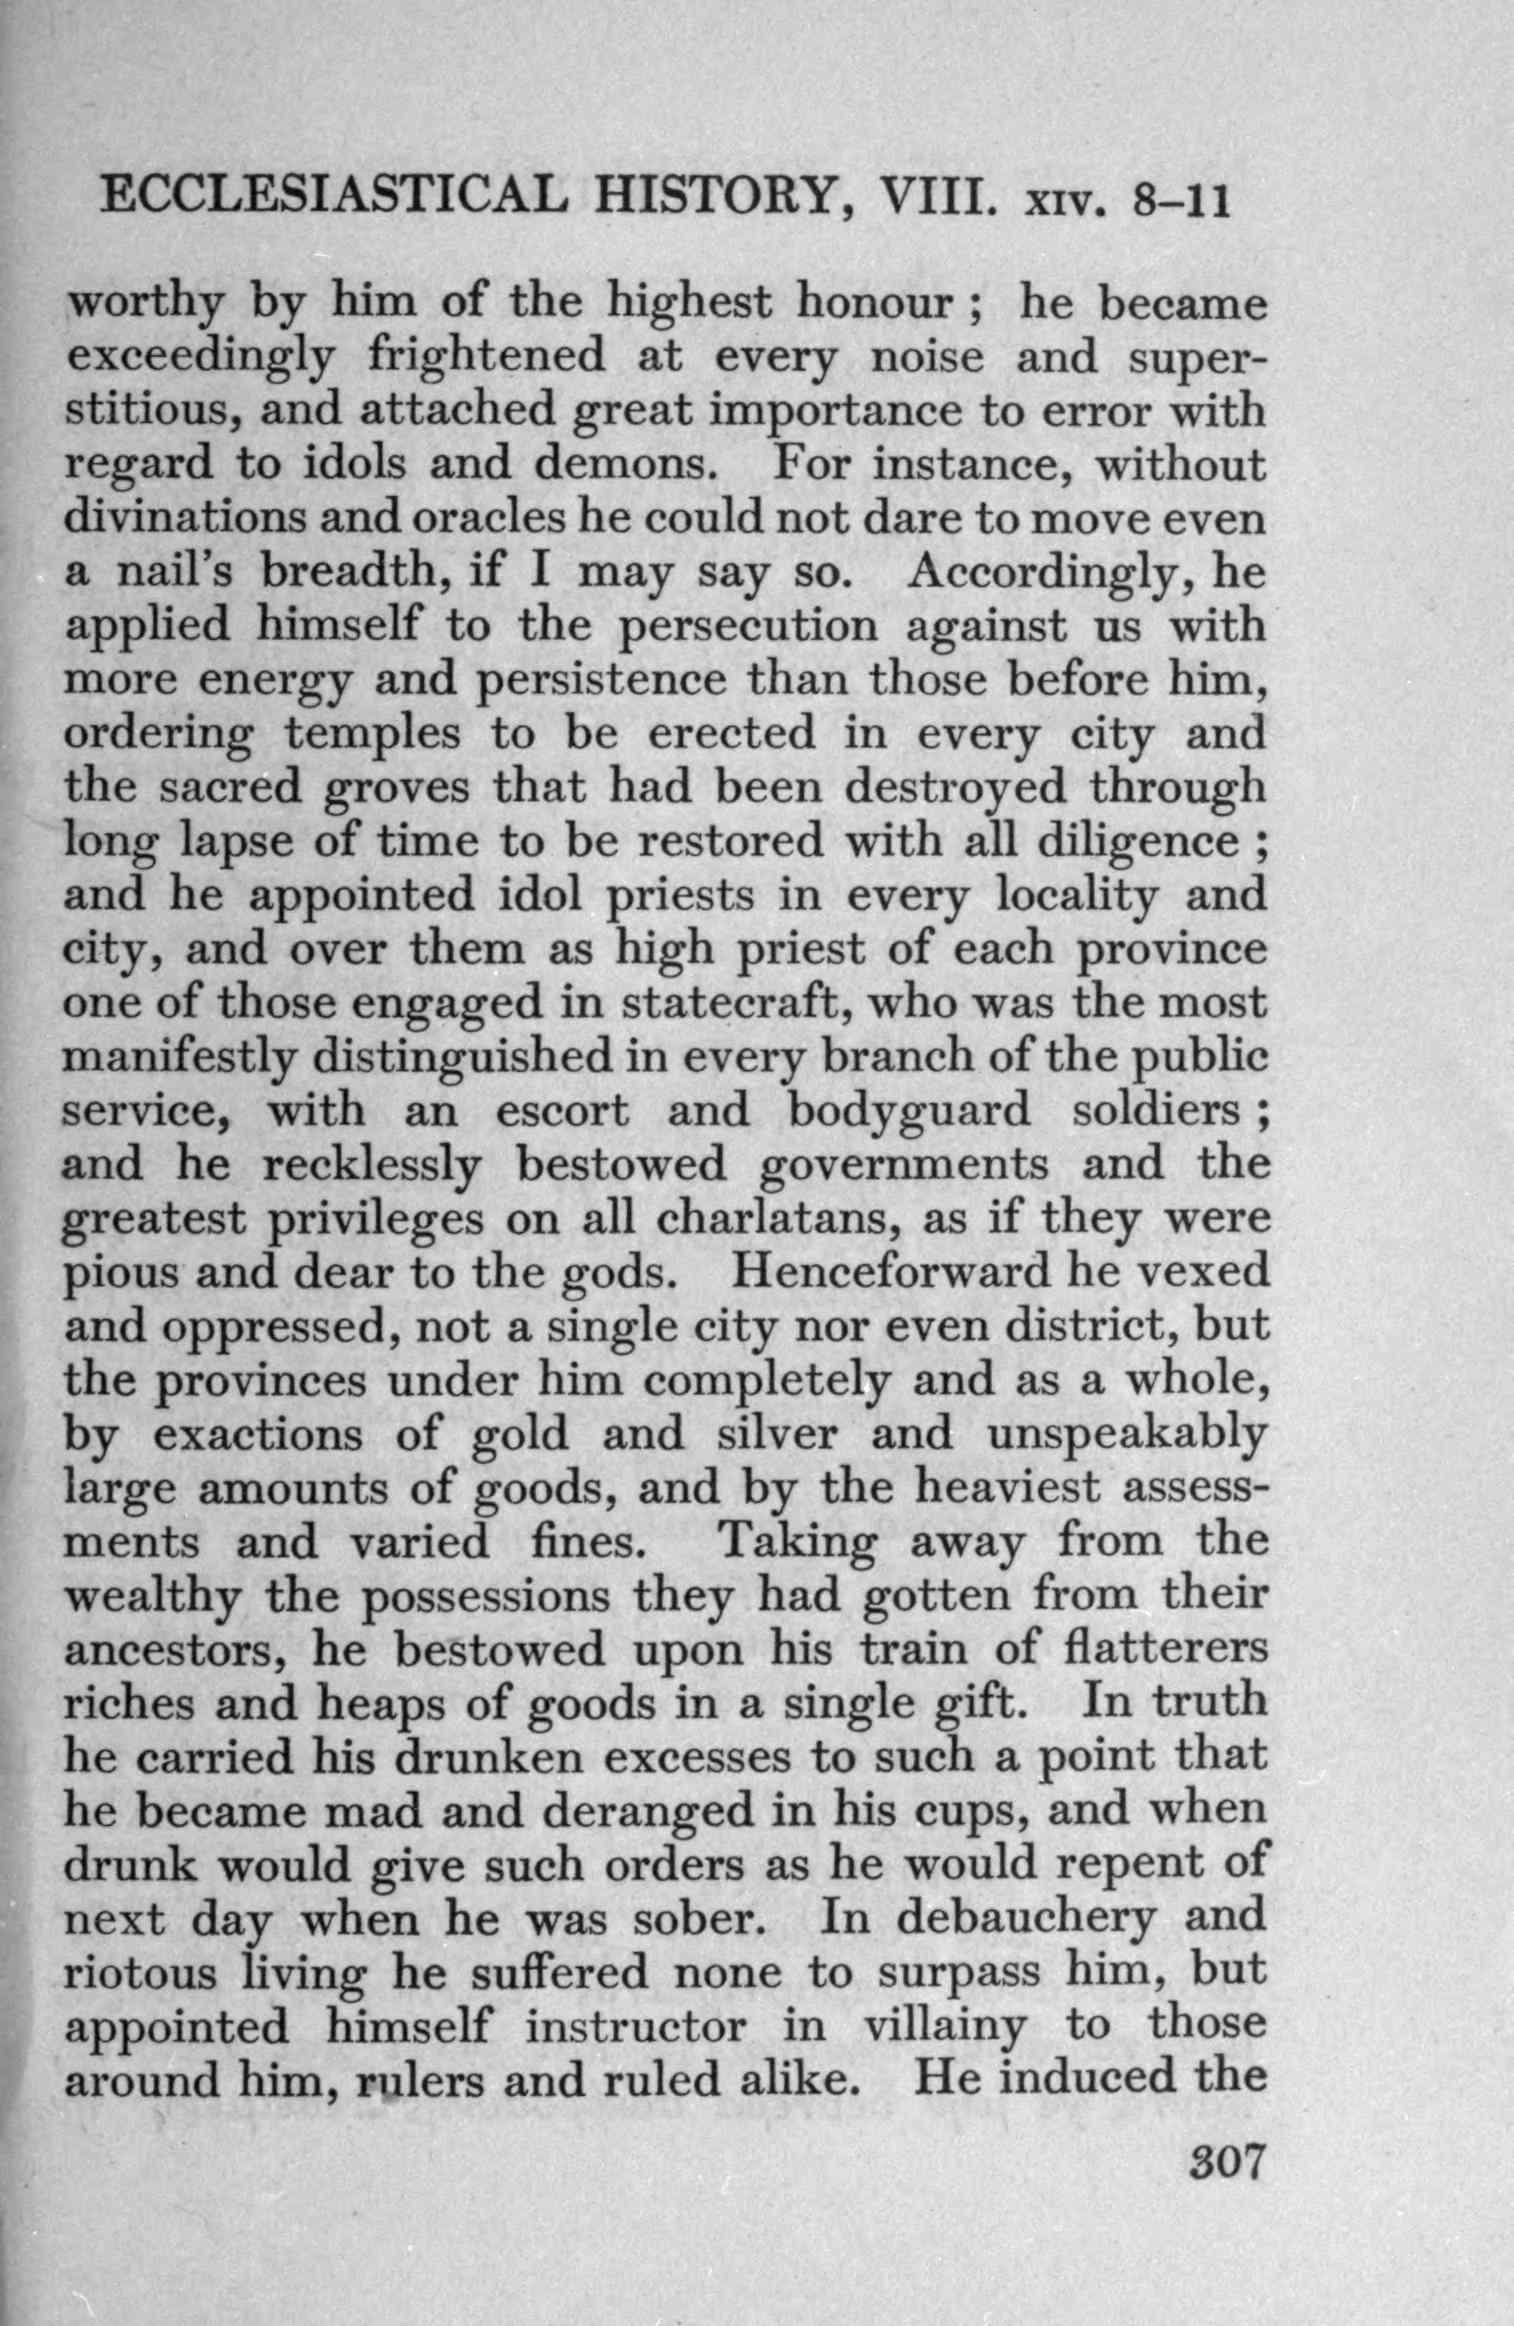 ECCLESIASTICAL HISTORY, VIII. XIV. 8–11
worthy by him of the highest honour ; he became
exceedingly frightened at every noise and super-
stitious, and attached great importance to error with
regard to idols and demons. For instance, without
divinations and oracles he could not dare to move even
a nail's breadth, if I may say so. Accordingly, he
applied himself to the persecution against us with
more energy and persistence than those before him,
ordering temples to be erected in every city and
the sacred groves that had been destroyed through
long lapse of time to be restored with all diligence ;
and he appointed idol priests in every locality and
city, and over them as high priest of each province
one of those engaged in statecraft, who was the most
manifestly distinguished in every branch of the public
service, with an escort and bodyguard soldiers ;
and he recklessly bestowed governments and the
greatest privileges on all charlatans, as if they were
pious and dear to the gods. Henceforward he vexed
and oppressed, not a single city nor even district, but
the provinces under him completely and as a whole,
by exactions of gold and silver and unspeakably
large amounts of goods, and by the heaviest assess-
ments and varied fines. Taking away from the
wealthy the possessions they had gotten from their
ancestors, he bestowed upon his train of flatterers
riches and heaps of goods in a single gift. In truth
he carried his drunken excesses to such a point that
he became mad and deranged in his cups, and when
drunk would give such orders as he would repent of
next day when he was sober. In debauchery and
riotous living he suffered none to surpass him, but
appointed himself instructor in villainy to those
around him, rulers and ruled alike. He induced the
307